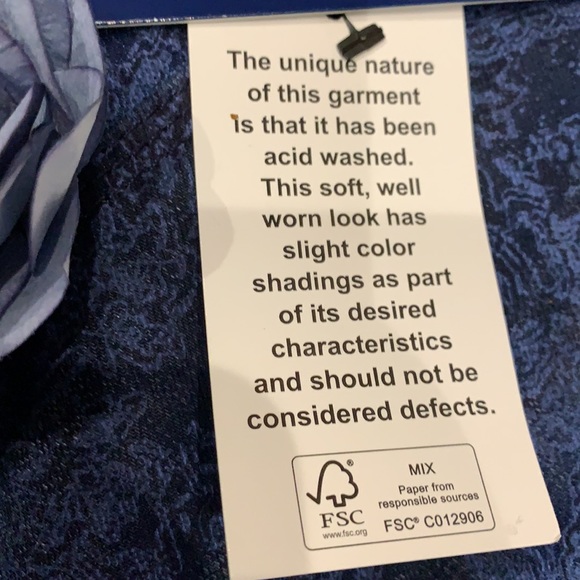 The unique nature
of this garment
is that it has been
acid washed.
This soft, well
worn look has
slight color
shadings as part
of its desired
characteristics
and should not be
considered defects.
®
FSC
www.fsc.org
MIX
Paper from
responsible sources
FSC® C012906